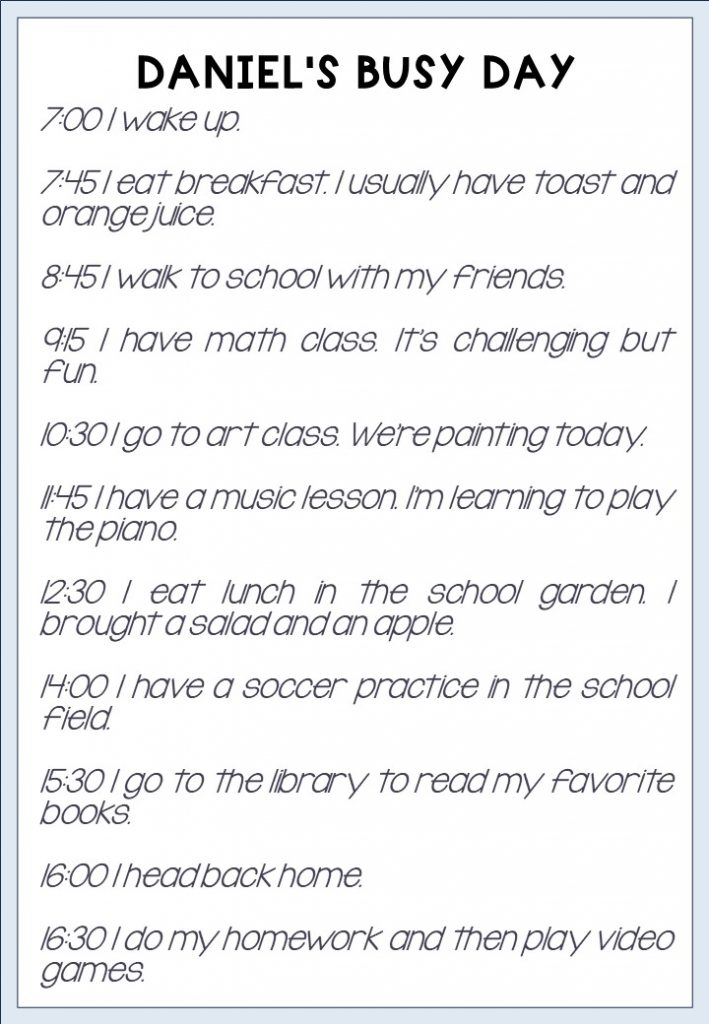 DANIEL'S BUSY DAY
7:00 I wake up.
7:45 I eat breakfast. I usually have toast and
orange juice.
8:45 I walk to school with my friends.
9:15 I have math class. It's challenging but
fun.
10:30 I go to art class. We're painting today.
11:45 I have a music lesson. I'm learning to play
the piano.
12:30 I eat lunch in the school garden. I
brought a salad and an apple.
14:00 I have a soccer practice in the school
field.
15:30 I go to the library to read my favorite
books.
16:00 I head back home.
16:30 I do my homework and then play video
games.